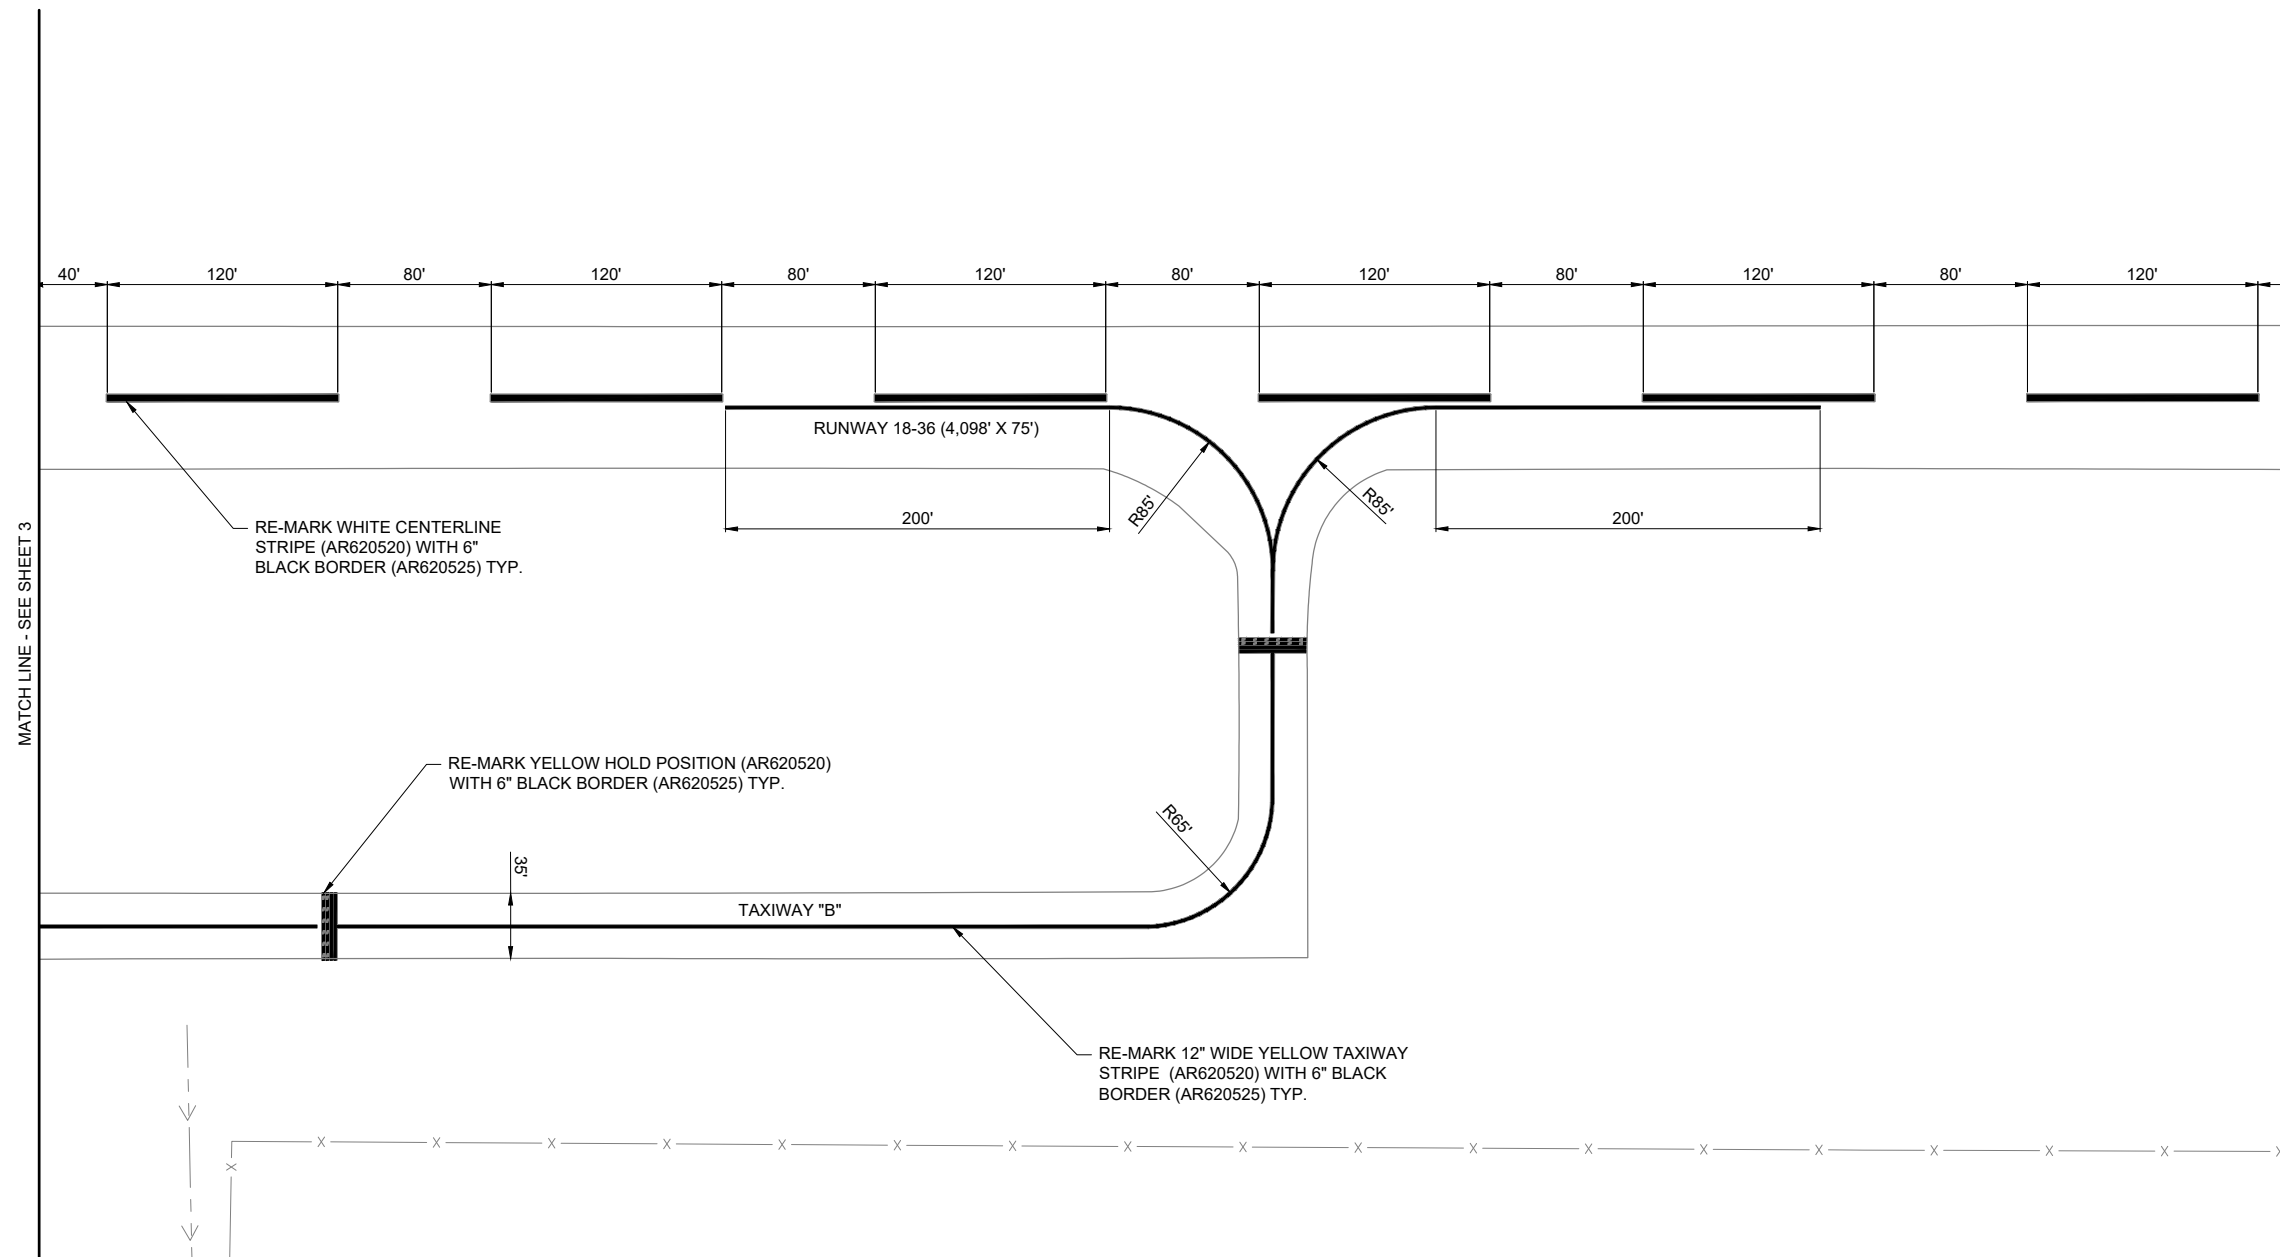 40'
120'
80'
120'
80'
120'
80'
120'
80'
120'
80'
120'
RUNWAY 18-36 (4,098' X 75')
R85'
R85'
200'
200'
RE-MARK WHITE CENTERLINE
STRIPE (AR620520) WITH 6"
BLACK BORDER (AR620525) TYP.
MATCH LINE - SEE SHEET 3
RE-MARK YELLOW HOLD POSITION (AR620520)
WITH 6" BLACK BORDER (AR620525) TYP.
R65'
35'
TAXIWAY "B"
RE-MARK 12" WIDE YELLOW TAXIWAY
STRIPE (AR620520) WITH 6" BLACK
BORDER (AR620525) TYP.